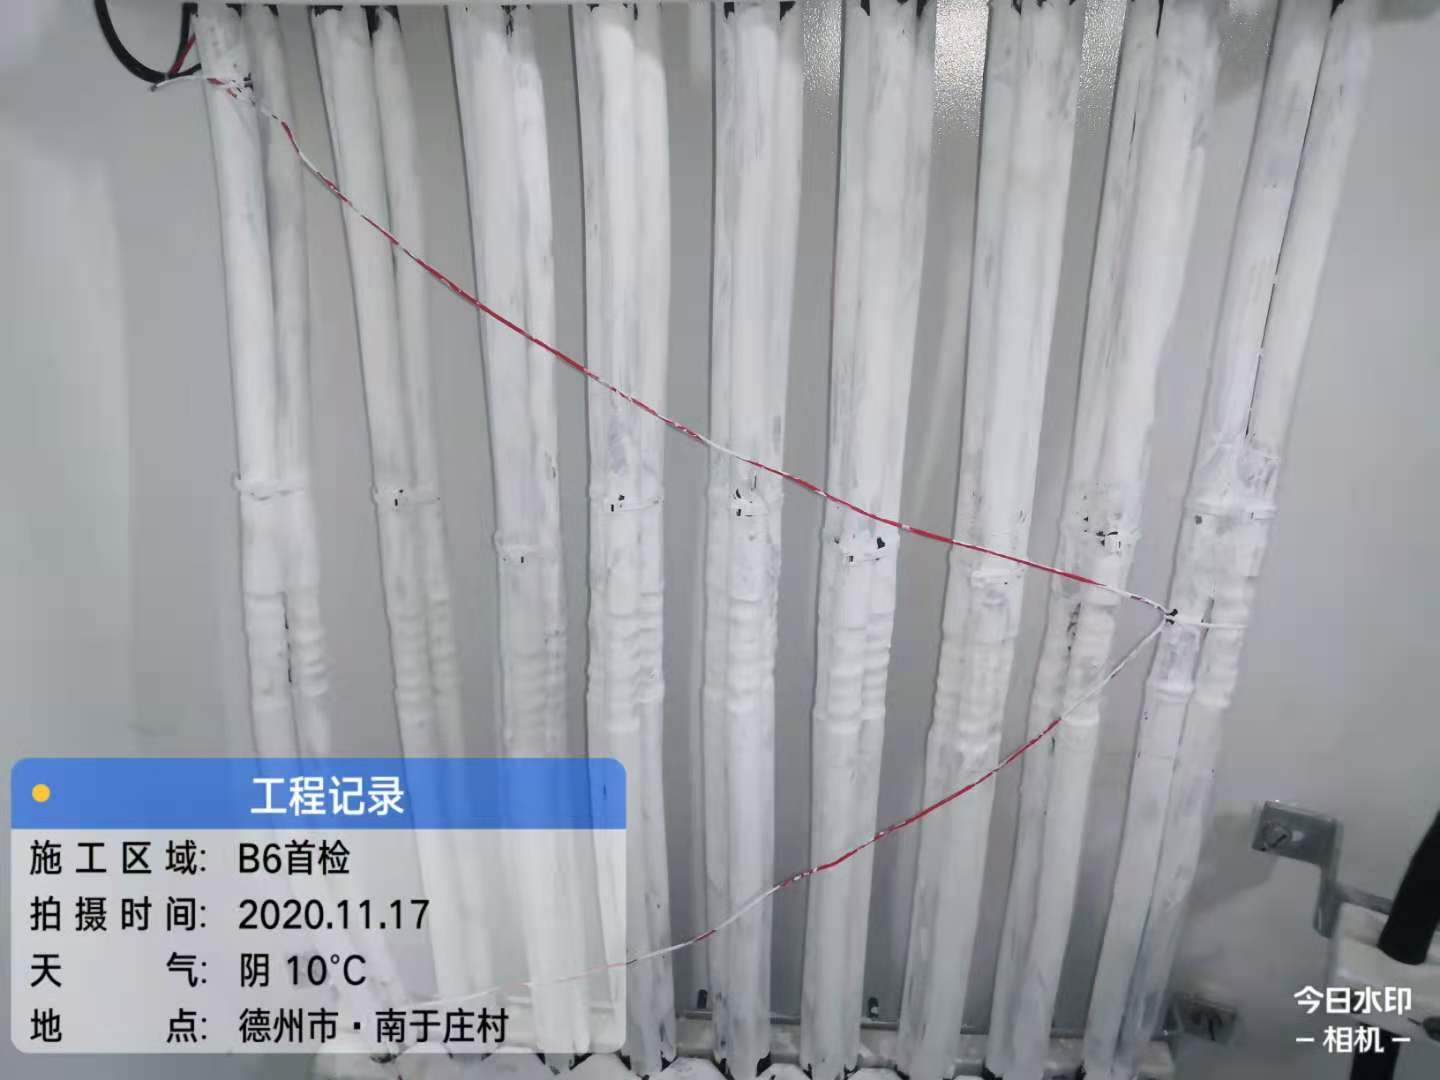 工程记录
施工区域: B6首检
拍摄时间: 2020.11.17
天气: 阴 10°C
地点: 德州市·南于庄村
今日水印
-相机-